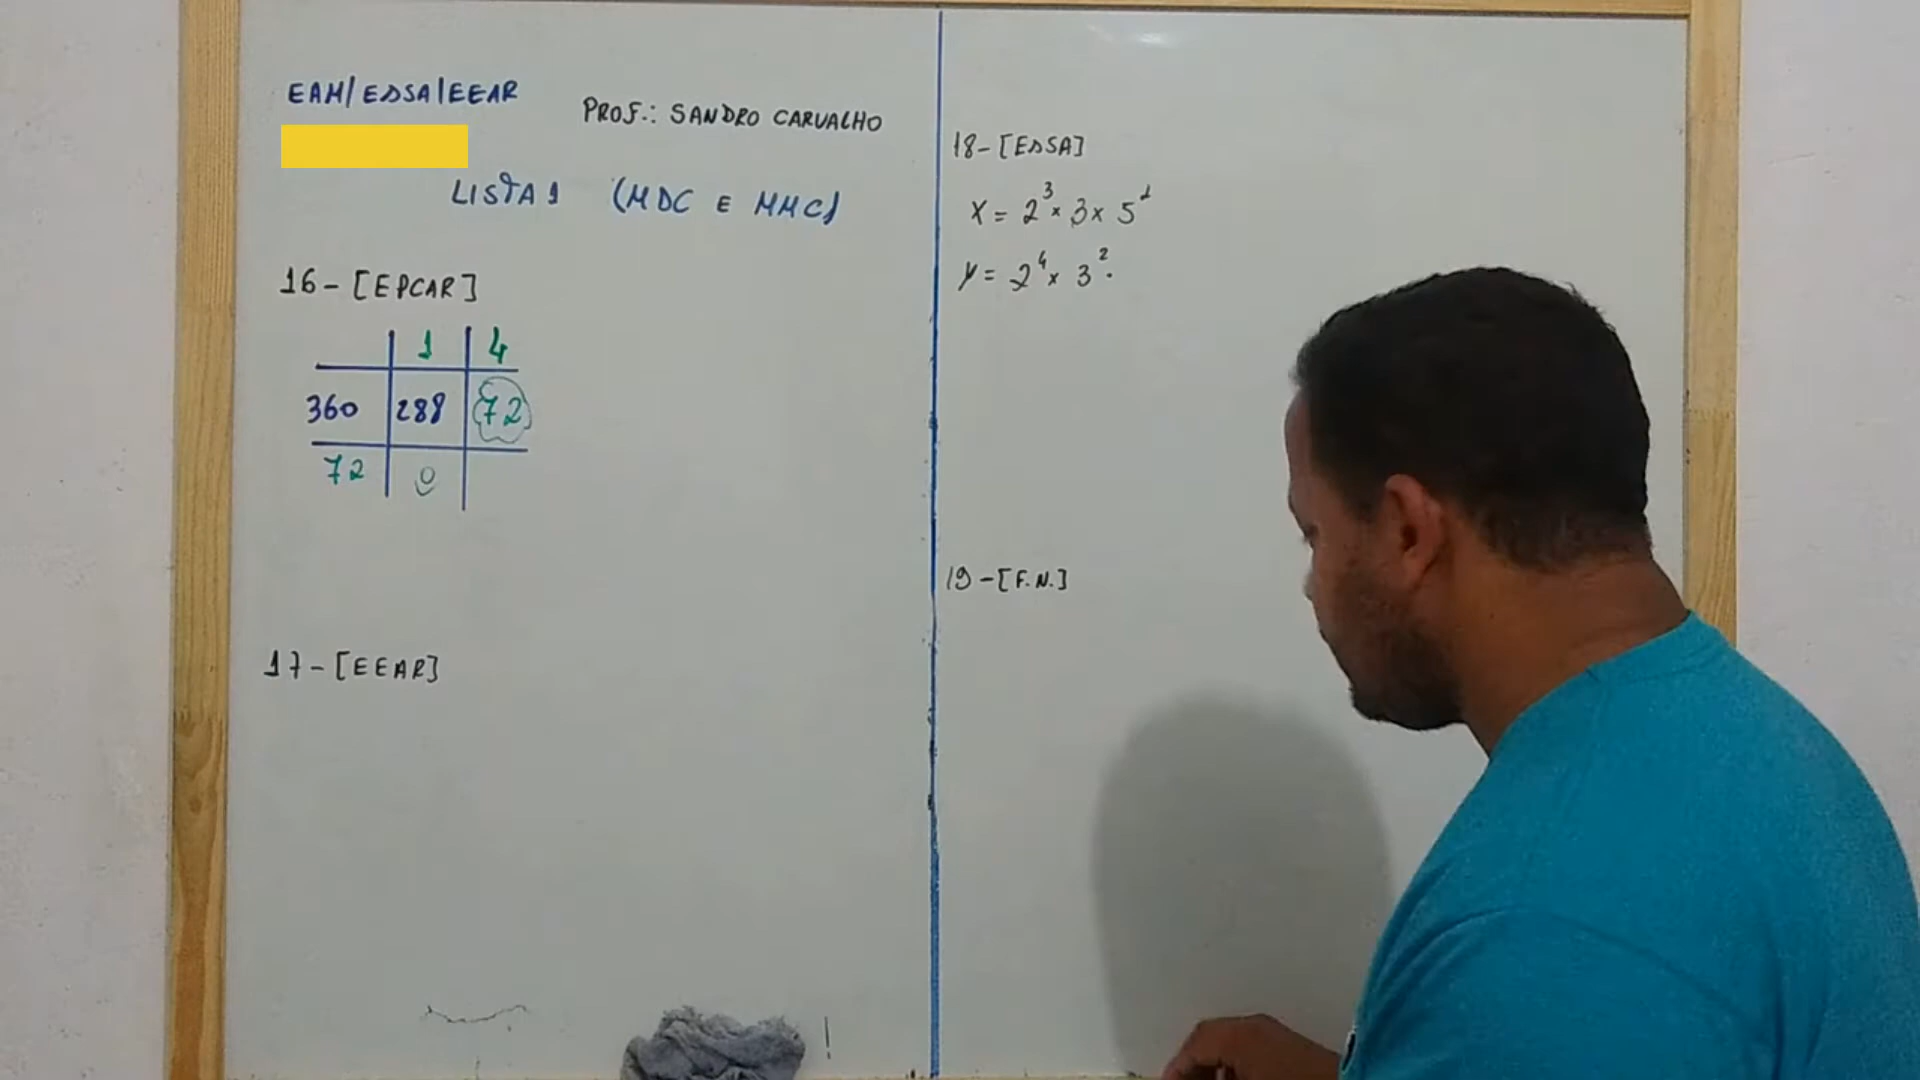 EAM/ESSA/EEAR
PROF.: SANDRO CARVALHO
LISTA 1 (MDC E MMC)
16-[EPCAR]
1 4
360 288 72
72 0
17-[EEAR]
18-[ESSA]
X = 2³ × 3 × 5¹
y = 2⁴ × 3² ·
19-[F.N.]